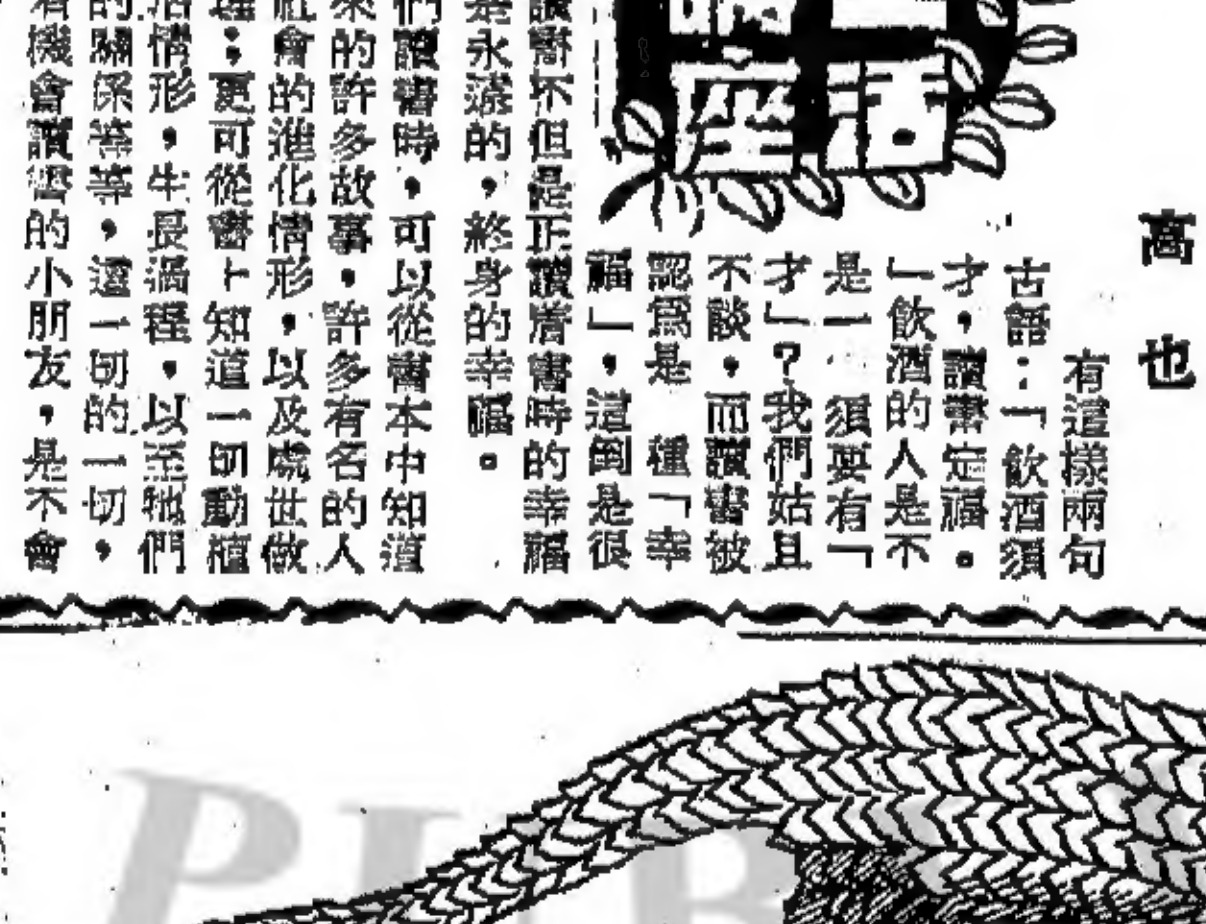 活
座
高也
有這樣兩句
古語：「飲酒須
才，讀書定福。
」飲酒的人是不
是一 須要有「
才」？我們姑且
不談，而讀書被
認爲是 種「幸
福」，這倒是很
讀書不但是正讀着書時的幸福
是永遠的，終身的幸福。
們讀書時，可以從書本中知道
來的許多故事，許多有名的人
社會的進化情形，以及處世做
理；更可從書上知道一切動植
活情形，生長過程，以至牠們
的關係等等，這一切的一切，
有機會讀書的小朋友，是不會
PUB